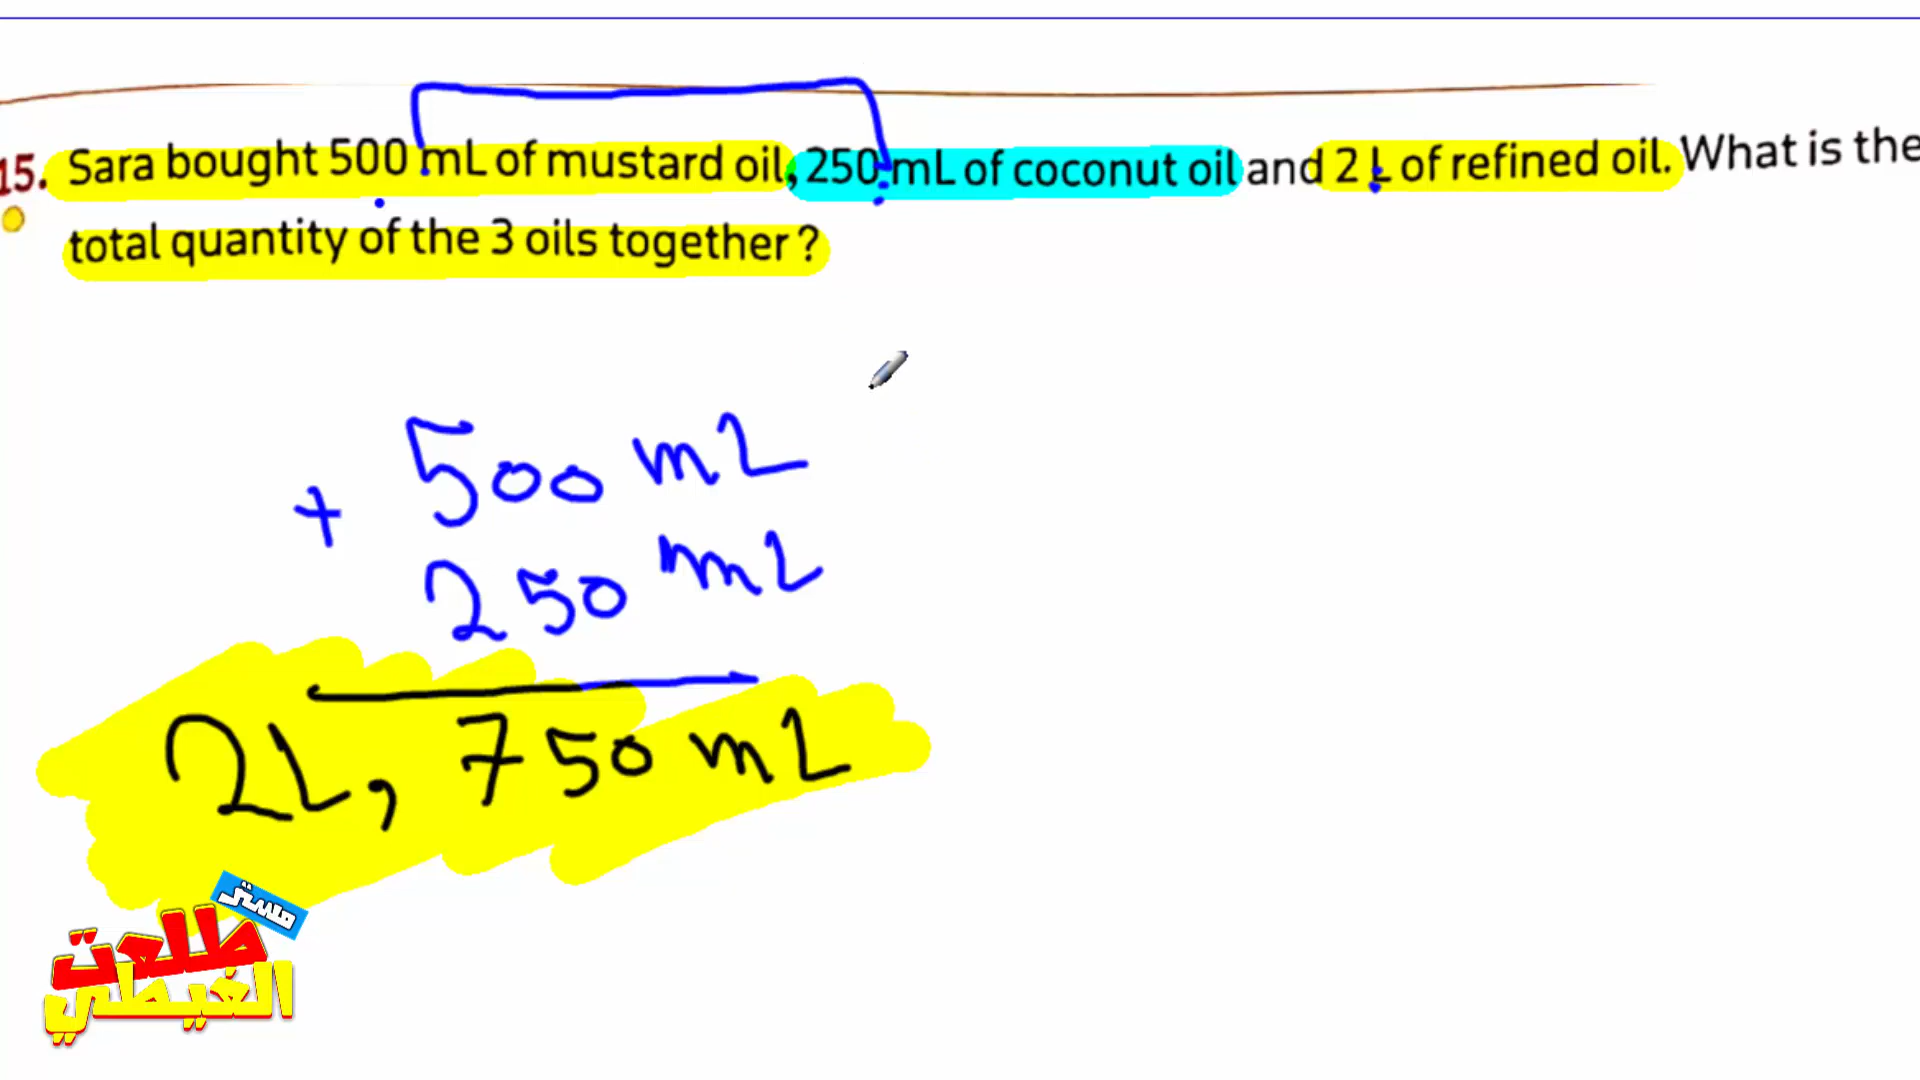 15. Sara bought 500 mL of mustard oil, 250 mL of coconut oil and 2 L of refined oil. What is the
total quantity of the 3 oils together ?
500 mL
+
250 mL
2L, 750 mL
مستر
طلعت
الغيطي